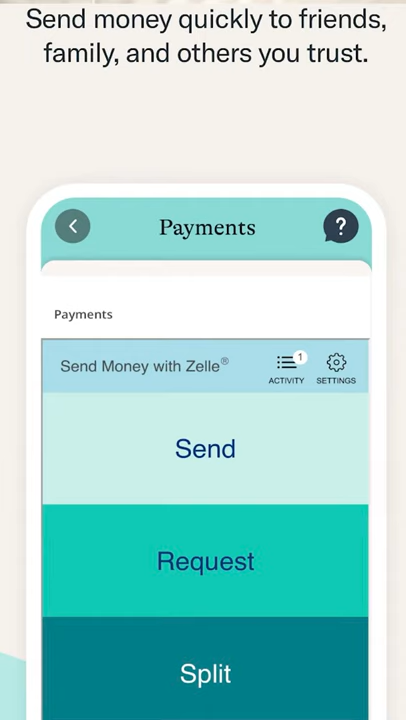 Send money quickly to friends,
family, and others you trust.
Payments
?
Payments
Send Money with Zelle®
1
ACTIVITY
SETTINGS
Send
Request
Split